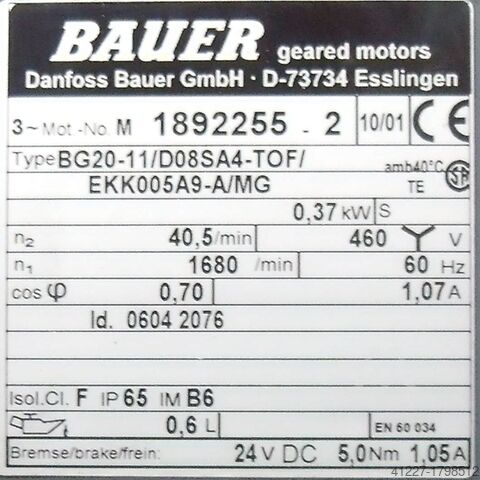 BAUER geared motors
Danfoss Bauer GmbH · D-73734 Esslingen
3~ Mot.-No. M 1892255 - 2 10/01 CE
Type BG20-11/D08SA4-TOF/ amb40°C SA
EKK005A9-A/MG TE
0,37 kW S
n2 40,5/min 460 Y V
n1 1680 /min 60 Hz
cos φ 0,70 1,07 A
Id. 0604 2076
Isol.Cl. F IP 65 IM B6
0,6 L EN 60 034
Bremse/brake/frein: 24 V DC 5,0Nm 1,05A
41227-1798512